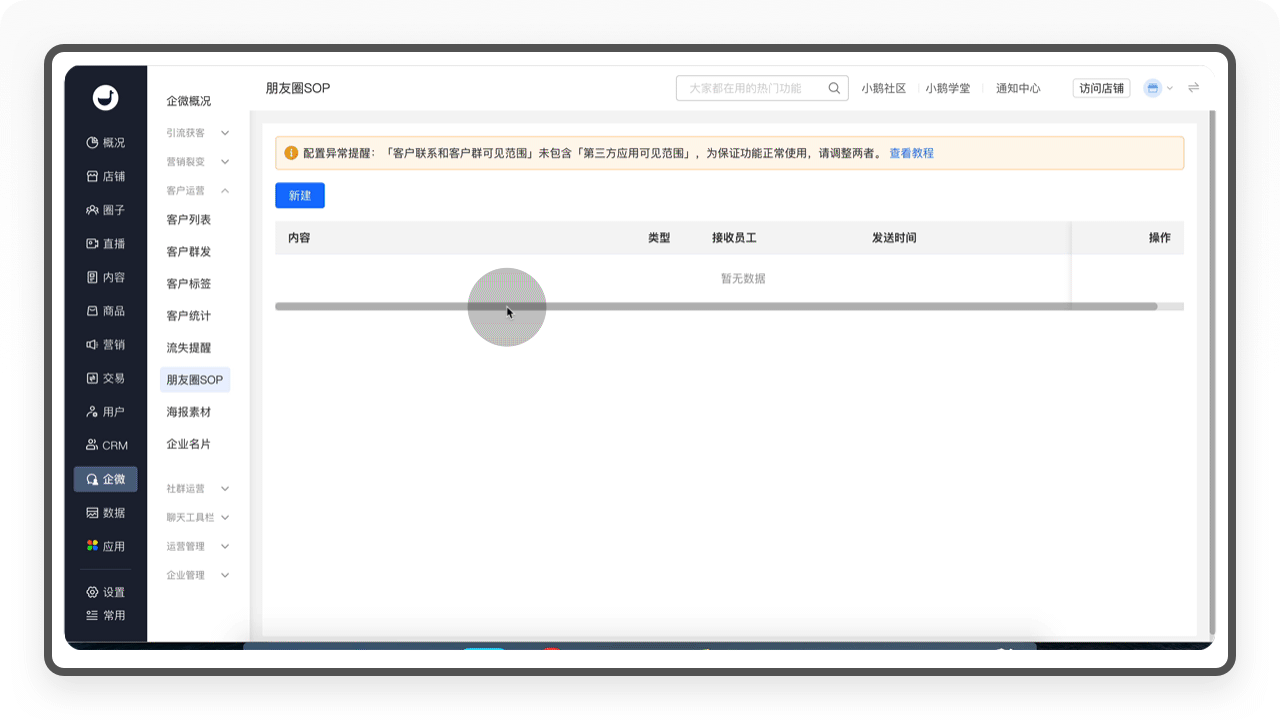 概况
店铺
圈子
直播
内容
商品
营销
交易
用户
CRM
企微
数据
应用
设置
常用
企微概况
引流获客
营销裂变
客户运营
客户列表
客户群发
客户标签
客户统计
流失提醒
朋友圈SOP
海报素材
企业名片
社群运营
聊天工具栏
运营管理
企业管理
朋友圈SOP
大家都在用的热门功能
小鹅社区
小鹅学堂
通知中心
访问店铺
配置异常提醒：「客户联系和客户群可见范围」未包含「第三方应用可见范围」，为保证功能正常使用，请调整两者。 查看教程
新建
内容 类型 接收员工 发送时间 操作
暂无数据